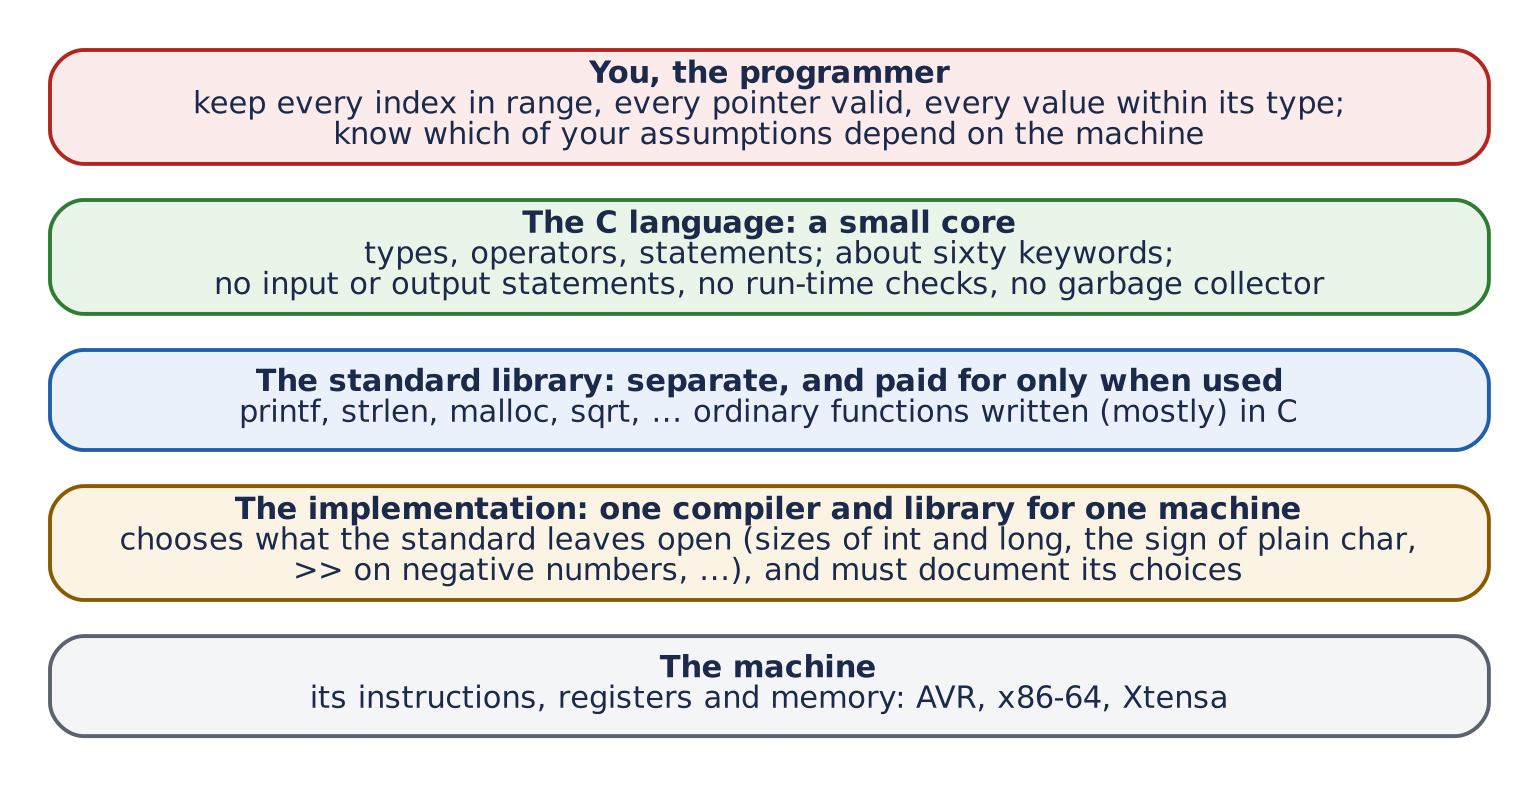 You, the programmer
keep every index in range, every pointer valid, every value within its type;
know which of your assumptions depend on the machine
The C language: a small core
types, operators, statements; about sixty keywords;
no input or output statements, no run-time checks, no garbage collector
The standard library: separate, and paid for only when used
printf, strlen, malloc, sqrt, … ordinary functions written (mostly) in C
The implementation: one compiler and library for one machine
chooses what the standard leaves open (sizes of int and long, the sign of plain char,
>> on negative numbers, …), and must document its choices
The machine
its instructions, registers and memory: AVR, x86-64, Xtensa